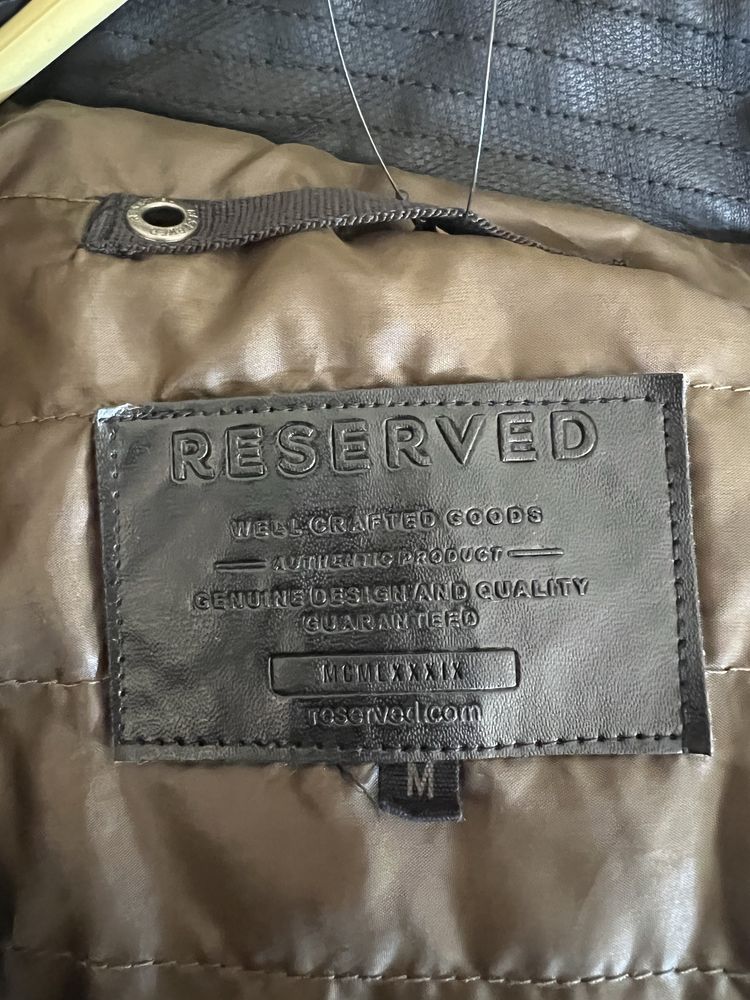 RESERVED
WELL CRAFTED GOODS
AUTHENTIC PRODUCT
GENUINE DESIGN AND QUALITY
GUARANTEED
MCMLXXXIX
reserved.com
M